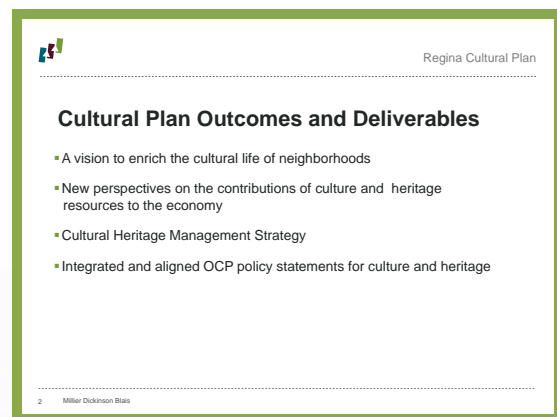 Regina Cultural Plan
Cultural Plan Outcomes and Deliverables
▪ A vision to enrich the cultural life of neighborhoods
▪ New perspectives on the contributions of culture and heritage
resources to the economy
▪ Cultural Heritage Management Strategy
▪ Integrated and aligned OCP policy statements for culture and heritage
2 Millier Dickinson Blais